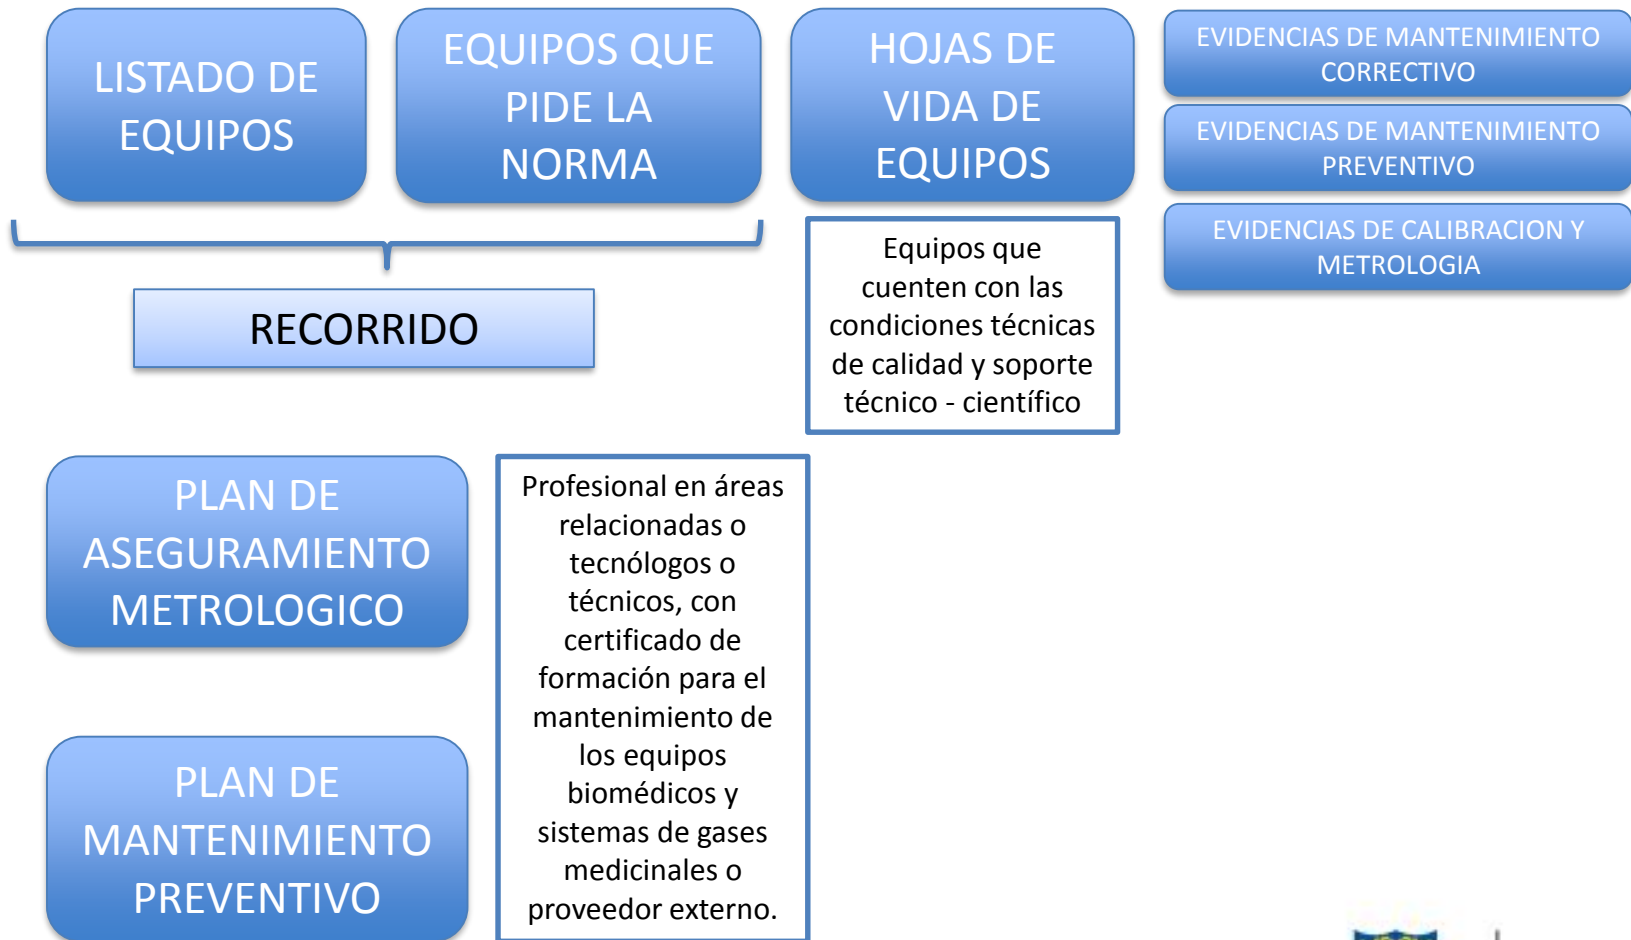 LISTADO DE
EQUIPOS
EQUIPOS QUE
PIDE LA
NORMA
HOJAS DE
VIDA DE
EQUIPOS
EVIDENCIAS DE MANTENIMIENTO
CORRECTIVO
EVIDENCIAS DE MANTENIMIENTO
PREVENTIVO
EVIDENCIAS DE CALIBRACION Y
METROLOGIA
RECORRIDO
Equipos que
cuenten con las
condiciones técnicas
de calidad y soporte
técnico - científico
PLAN DE
ASEGURAMIENTO
METROLOGICO
Profesional en áreas
relacionadas o
tecnólogos o
técnicos, con
certificado de
formación para el
mantenimiento de
los equipos
biomédicos y
sistemas de gases
medicinales o
proveedor externo.
PLAN DE
MANTENIMIENTO
PREVENTIVO